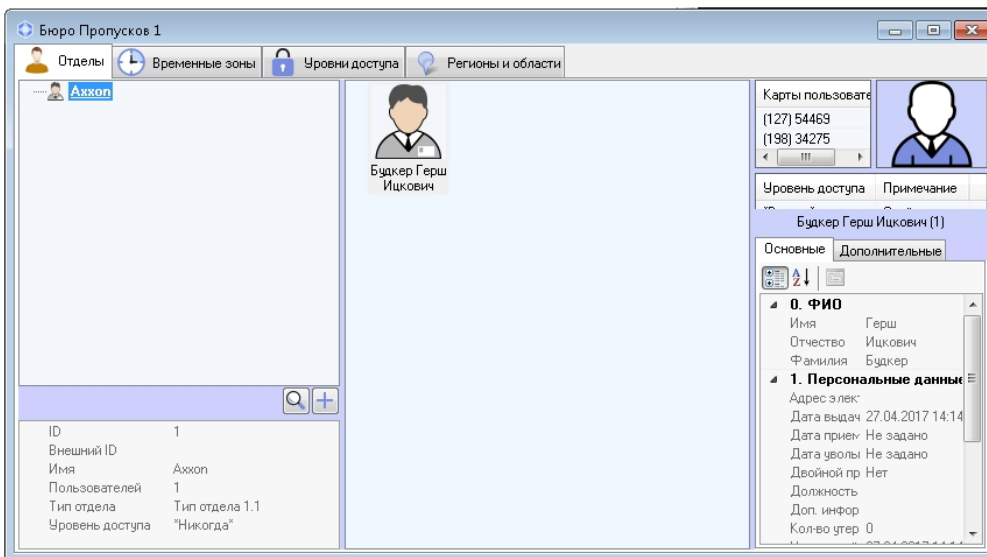 Бюро Пропусков 1
Отделы Временные зоны Уровни доступа Регионы и области
Axxon
Будкер Герш
Ицкович
ID 1
Внешний ID
Имя Axxon
Пользователей 1
Тип отдела Тип отдела 1.1
Уровень доступа "Никогда"
Карты пользовате
(127) 54469
(198) 34275
Уровень доступа Примечание
Будкер Герш Ицкович (1)
Основные Дополнительные
0. ФИО
Имя Герш
Отчество Ицкович
Фамилия Будкер
1. Персональные данные
Адрес элек
Дата выдач 27.04.2017 14:14
Дата прием Не задано
Дата уволы Не задано
Двойной пр Нет
Должность
Доп. инфор
Кол-во утер 0